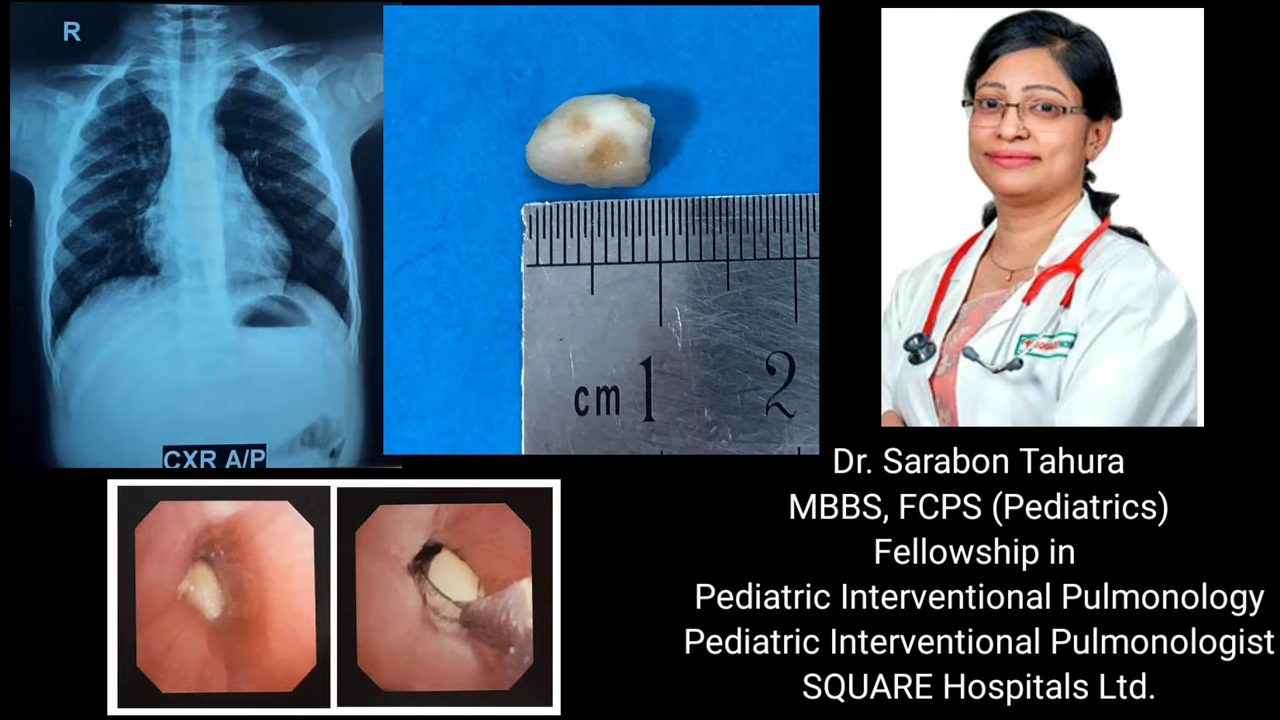 R
CXR A/P
cm 1 2
Dr. Sarabon Tahura
MBBS, FCPS (Pediatrics)
Fellowship in
Pediatric Interventional Pulmonology
Pediatric Interventional Pulmonologist
SQUARE Hospitals Ltd.